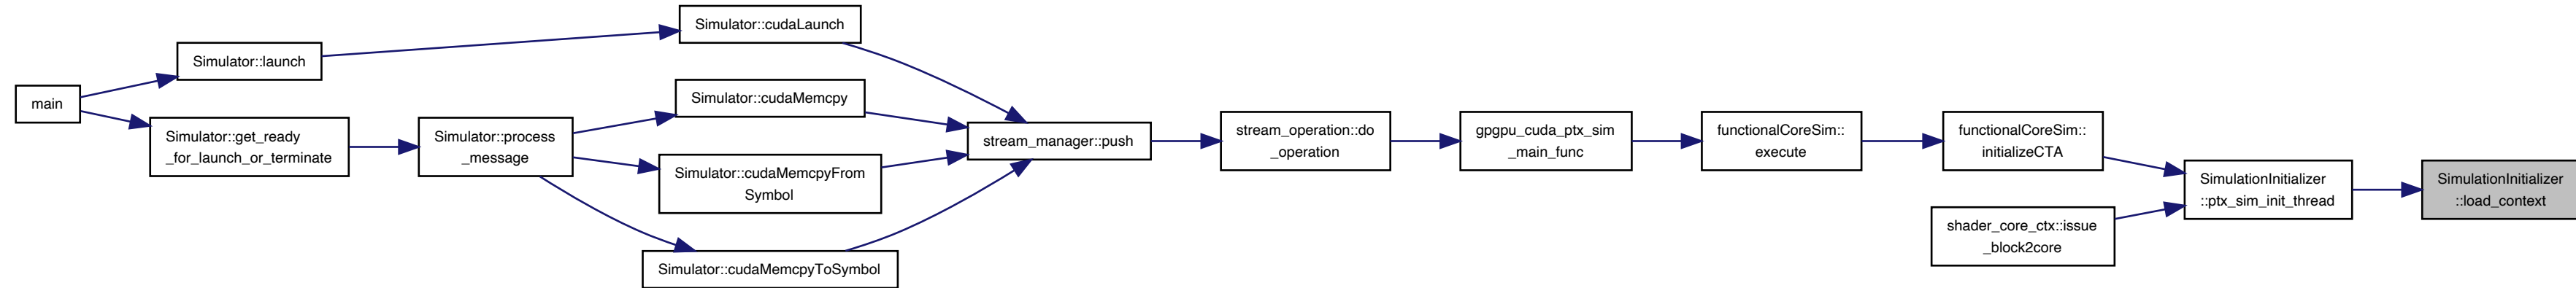 main
Simulator::launch
Simulator::get_ready
_for_launch_or_terminate
Simulator::process
_message
Simulator::cudaLaunch
Simulator::cudaMemcpy
Simulator::cudaMemcpyFrom
Symbol
Simulator::cudaMemcpyToSymbol
stream_manager::push
stream_operation::do
_operation
gpgpu_cuda_ptx_sim
_main_func
functionalCoreSim::
execute
functionalCoreSim::
initializeCTA
shader_core_ctx::issue
_block2core
SimulationInitializer
::ptx_sim_init_thread
SimulationInitializer
::load_context